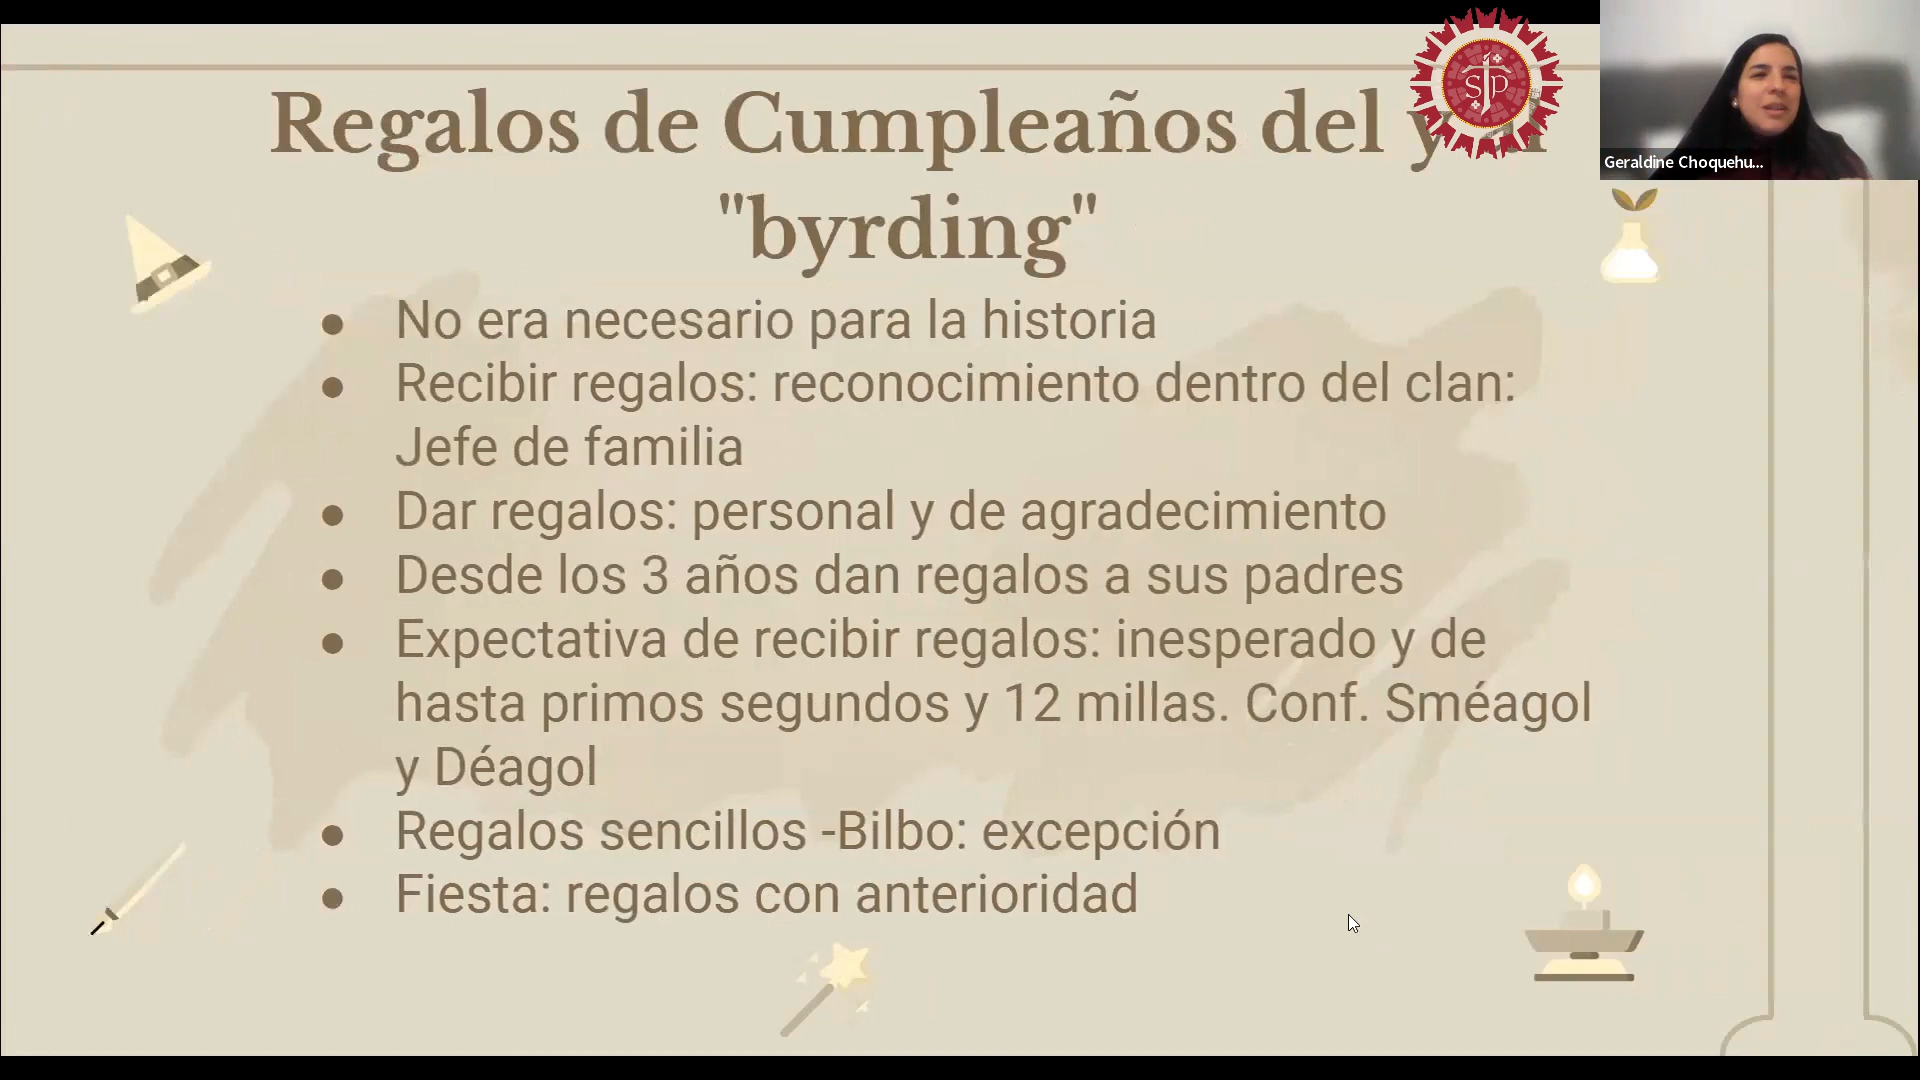 Regalos de Cumpleaños del y
"byrding"
STP
Geraldine Choquehu...
● No era necesario para la historia
● Recibir regalos: reconocimiento dentro del clan:
Jefe de familia
● Dar regalos: personal y de agradecimiento
● Desde los 3 años dan regalos a sus padres
● Expectativa de recibir regalos: inesperado y de
hasta primos segundos y 12 millas. Conf. Sméagol
y Déagol
● Regalos sencillos -Bilbo: excepción
● Fiesta: regalos con anterioridad